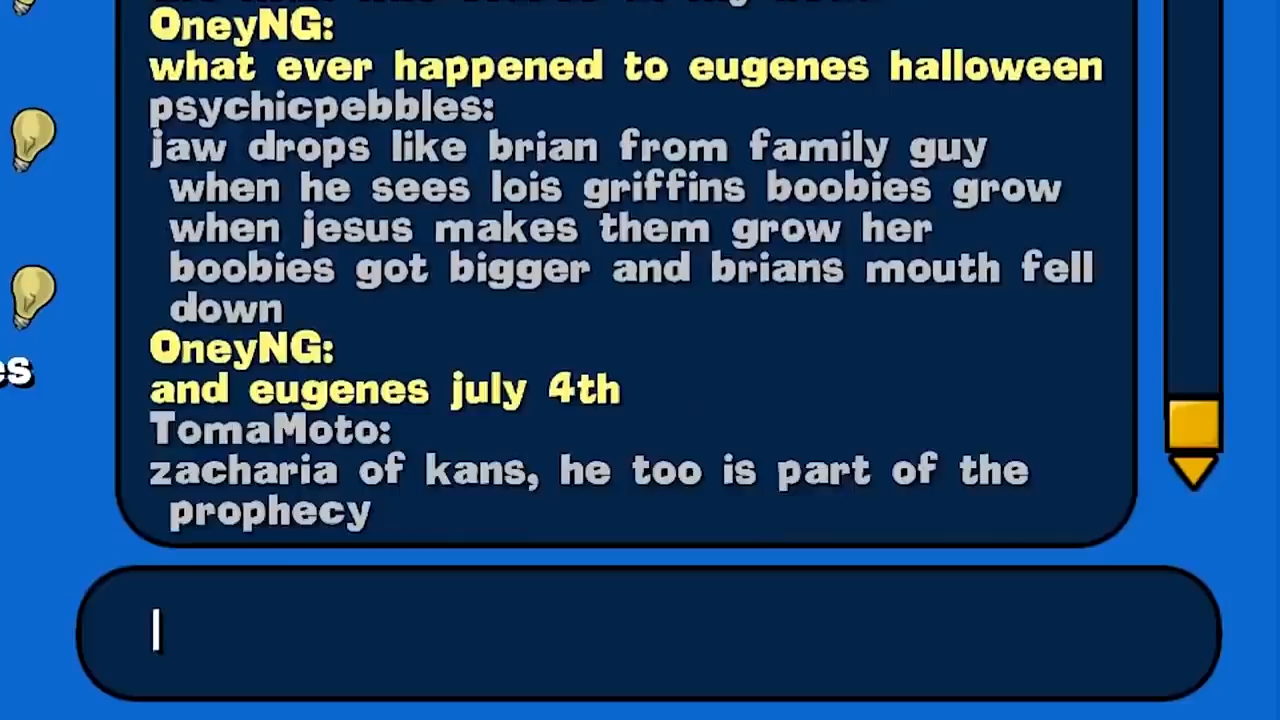 OneyNG:
what ever happened to eugenes halloween
psychicpebbles:
jaw drops like brian from family guy
when he sees lois griffins boobies grow
when jesus makes them grow her
boobies got bigger and brians mouth fell
down
OneyNG:
es
and eugenes july 4th
TomaMoto:
zacharia of kans, he too is part of the
prophecy